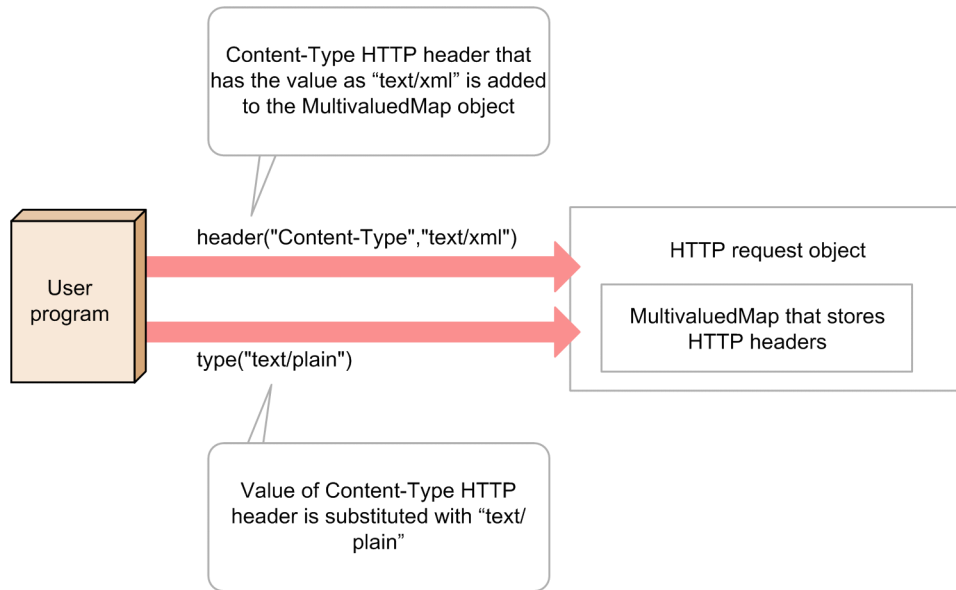 Content-Type HTTP header that
has the value as “text/xml” is added
to the MultivaluedMap object
header("Content-Type","text/xml")
HTTP request object
User
program
MultivaluedMap that stores
HTTP headers
type("text/plain")
Value of Content-Type HTTP
header is substituted with “text/
plain”